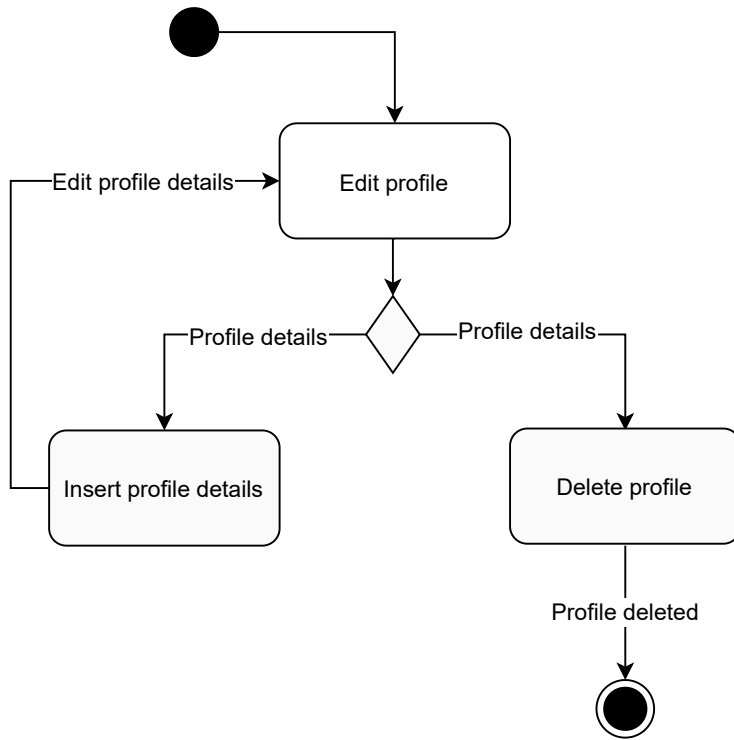 Edit profile details
Edit profile
Profile details
Profile details
Insert profile details
Delete profile
Profile deleted